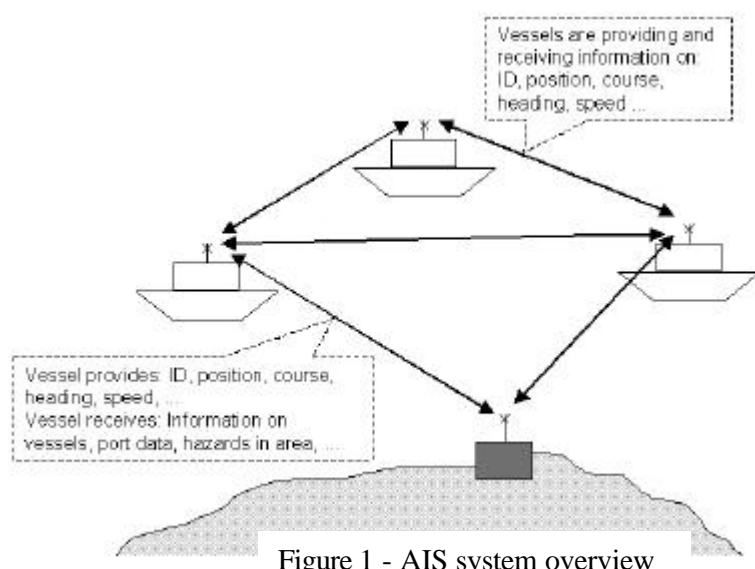 Vessels are providing and
receiving information on:
ID, position, course,
heading, speed ...
Vessel provides: ID, position, course,
heading, speed, ...
Vessel receives: Information on
vessels, port data, hazards in area, ...
Figure 1 - AIS system overview